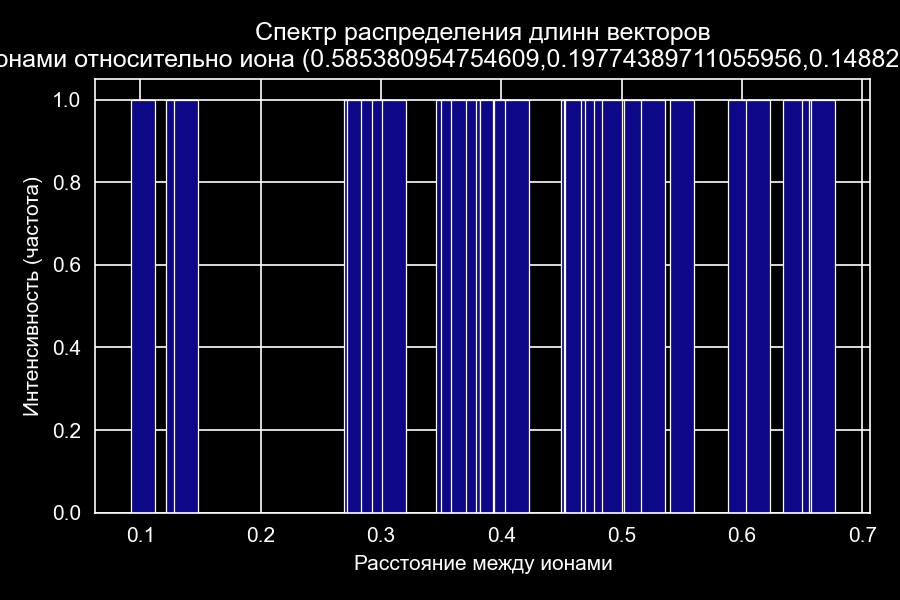 Спектр распределения длинн векторов
онами относительно иона (0.585380954754609,0.19774389711055956,0.14882
1.0
0.8
0.6
0.4
0.2
0.0
Интенсивность (частота)
0.1 0.2 0.3 0.4 0.5 0.6 0.7
Расстояние между ионами